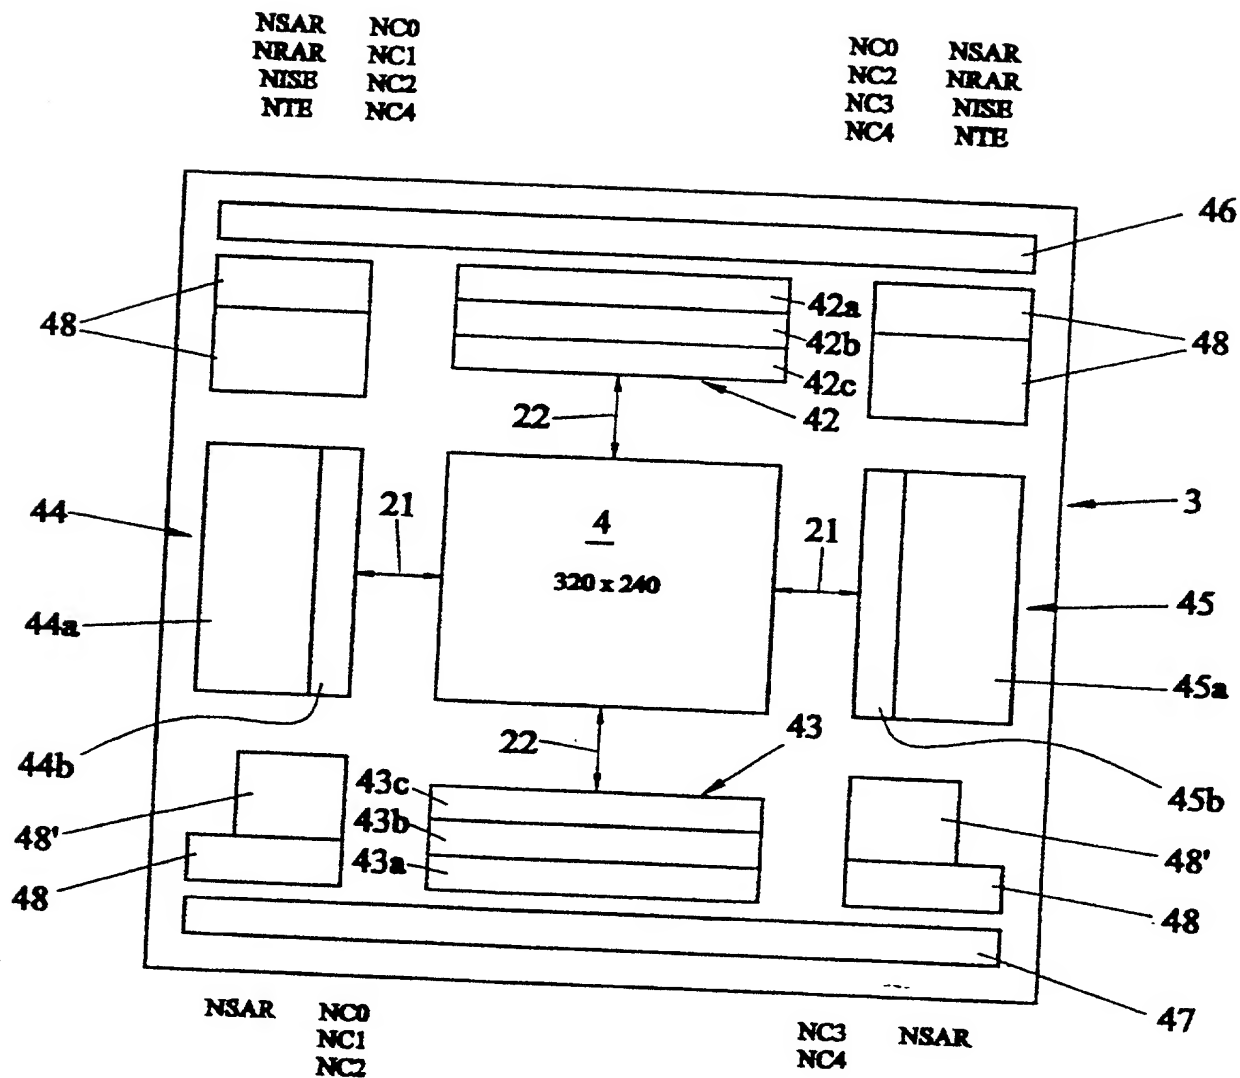 NSAR NC0
NRAR NC1
NISE NC2
NTE NC4
NC0 NSAR
NC2 NRAR
NC3 NISE
NC4 NTE
46
48
42a
42b
42c
48
22
42
44
21
4
320 x 240
21
3
45
44a
45a
44b
22
43
45b
48'
43c
43b
43a
48'
48
48
47
NSAR NC0
NC1
NC2
NC3 NSAR
NC4